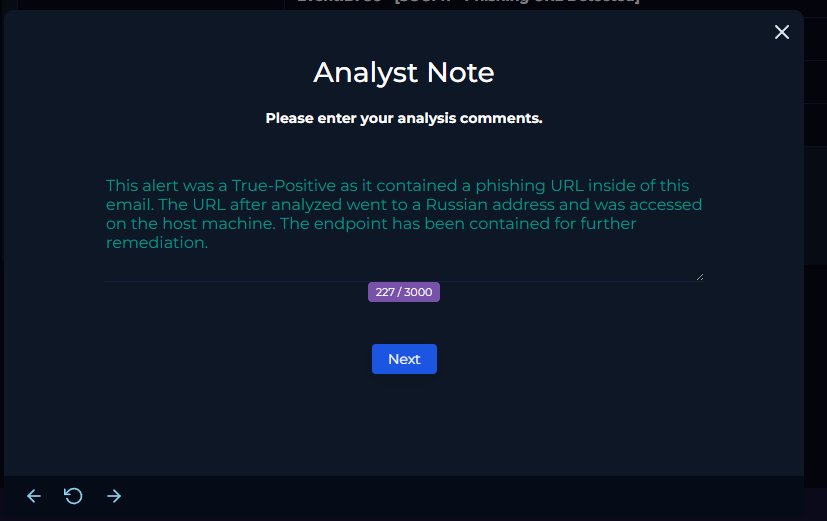 Analyst Note
Please enter your analysis comments.
This alert was a True-Positive as it contained a phishing URL inside of this
email. The URL after analyzed went to a Russian address and was accessed
on the host machine. The endpoint has been contained for further
remediation.
227 / 3000
Next